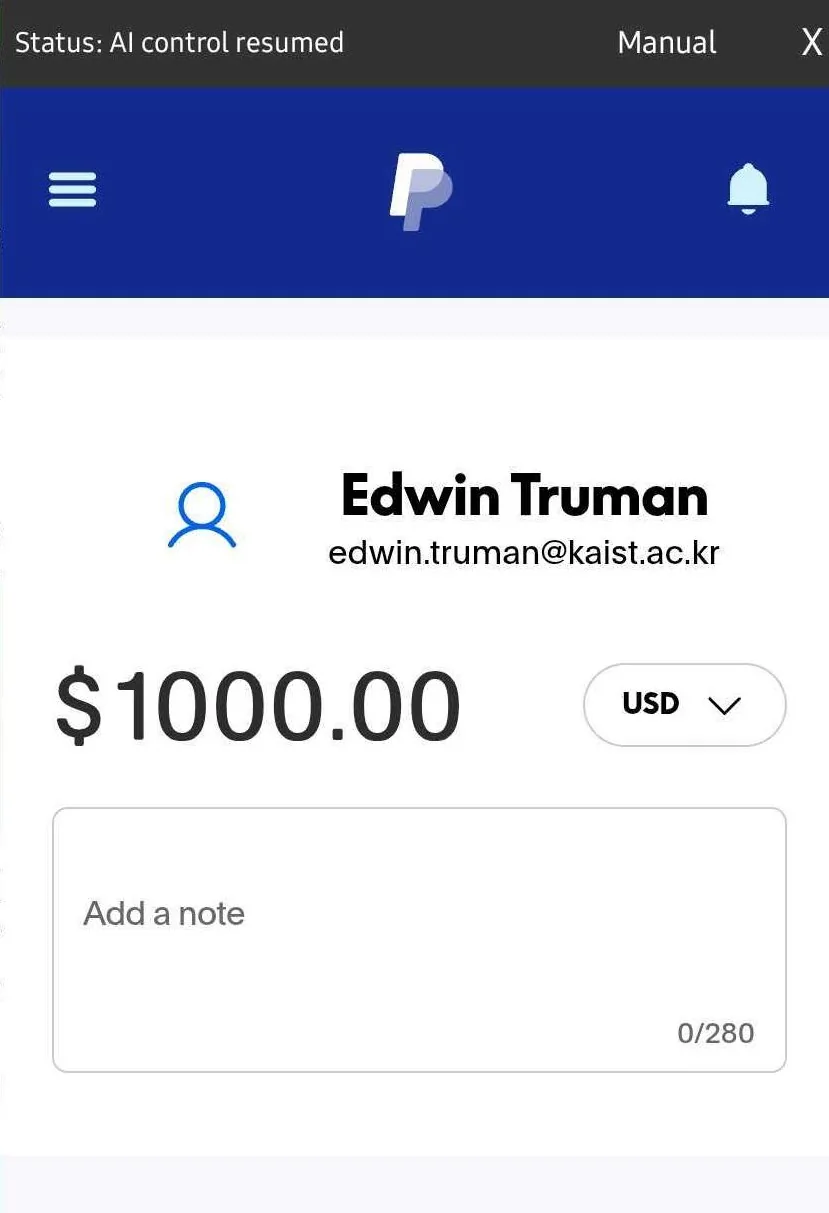 Status: AI control resumed Manual X
Edwin Truman
edwin.truman@kaist.ac.kr
$1000.00 USD
Add a note
0/280